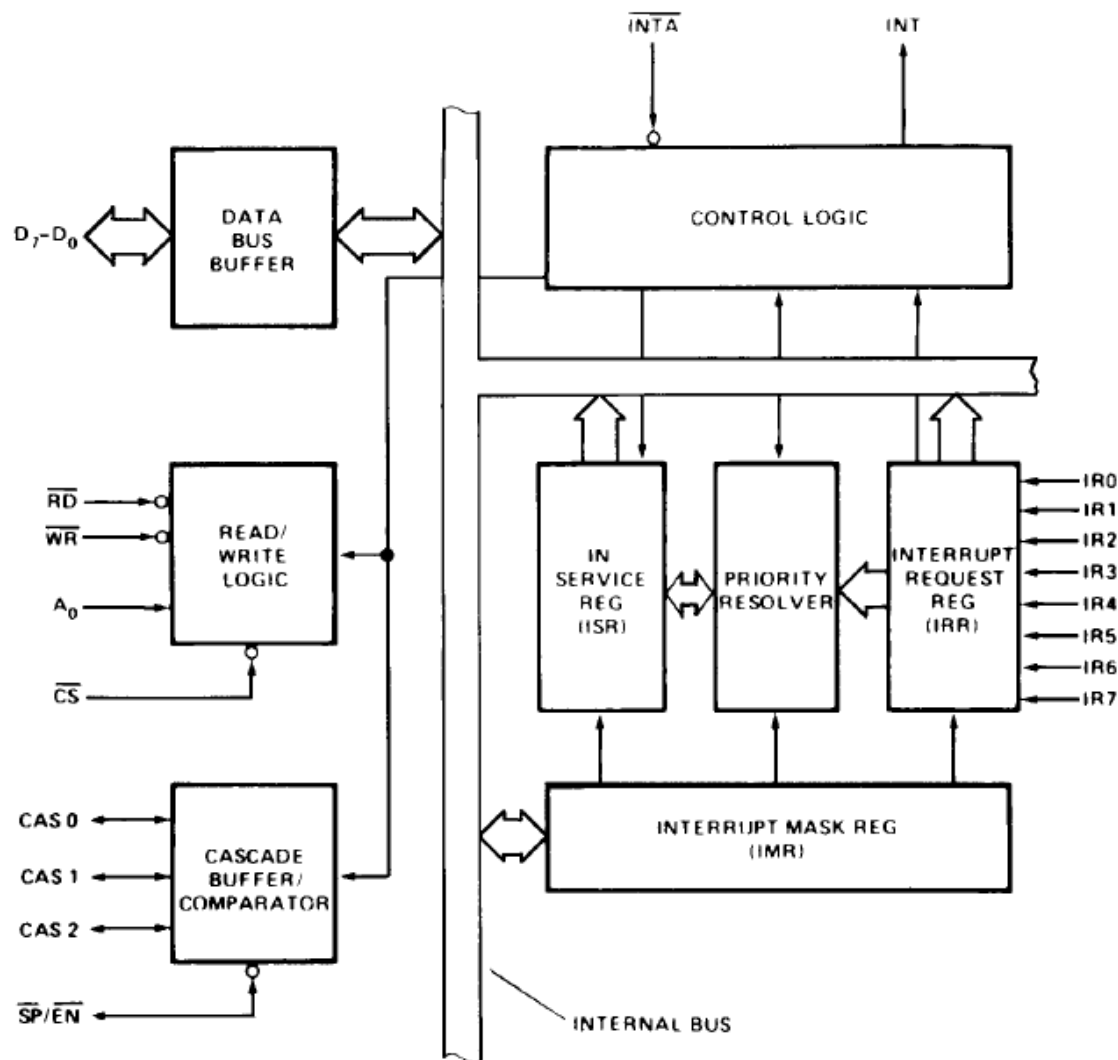 INTA
INT
DATA
BUS
BUFFER
D7-D0
CONTROL LOGIC
RD
WR
A0
CS
READ/
WRITE
LOGIC
IN
SERVICE
REG
(ISR)
PRIORITY
RESOLVER
INTERRUPT
REQUEST
REG
(IRR)
IR0
IR1
IR2
IR3
IR4
IR5
IR6
IR7
CAS 0
CAS 1
CAS 2
CASCADE
BUFFER/
COMPARATOR
SP/EN
INTERRUPT MASK REG
(IMR)
INTERNAL BUS